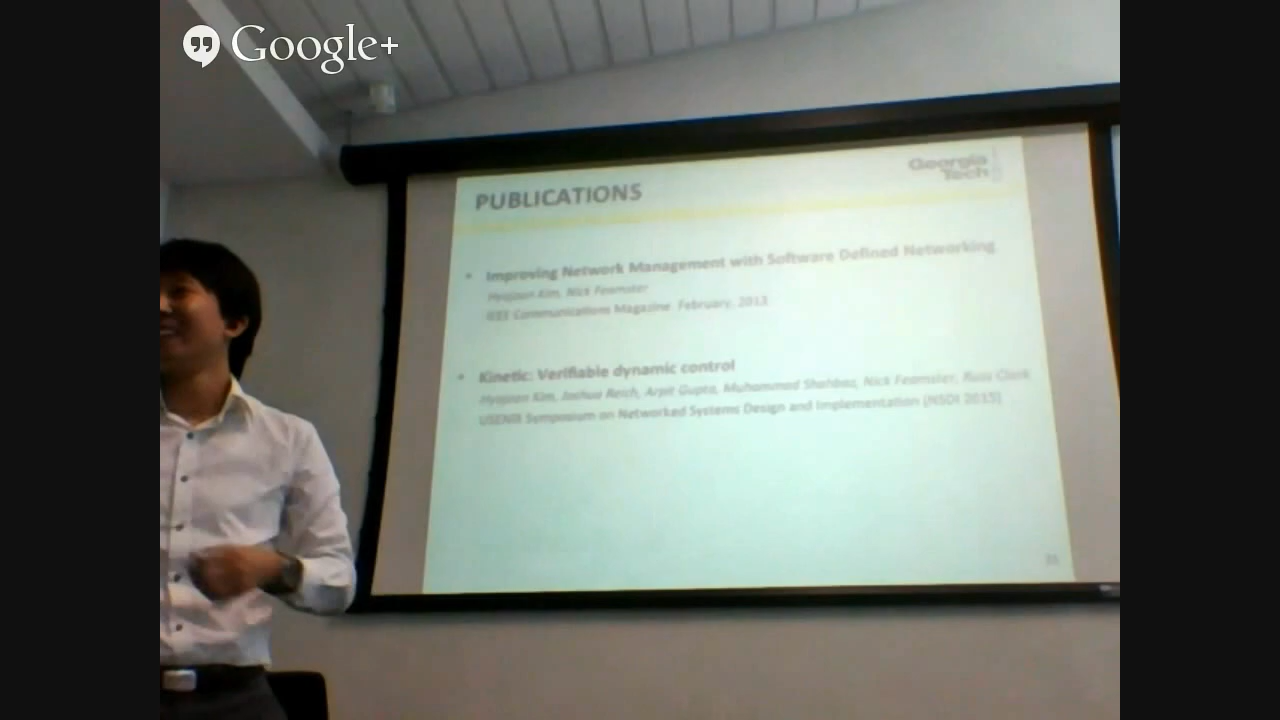 Google+
Georgia
Tech
PUBLICATIONS
• Improving Network Management with Software Defined Networking
Hyojoon Kim, Nick Feamster
IEEE Communications Magazine February, 2013
• Kinetic: Verifiable dynamic control
Hyojoon Kim, Joshua Reich, Arpit Gupta, Muhammad Shahbaz, Nick Feamster, Russ Clark
USENIX Symposium on Networked Systems Design and Implementation (NSDI 2015)